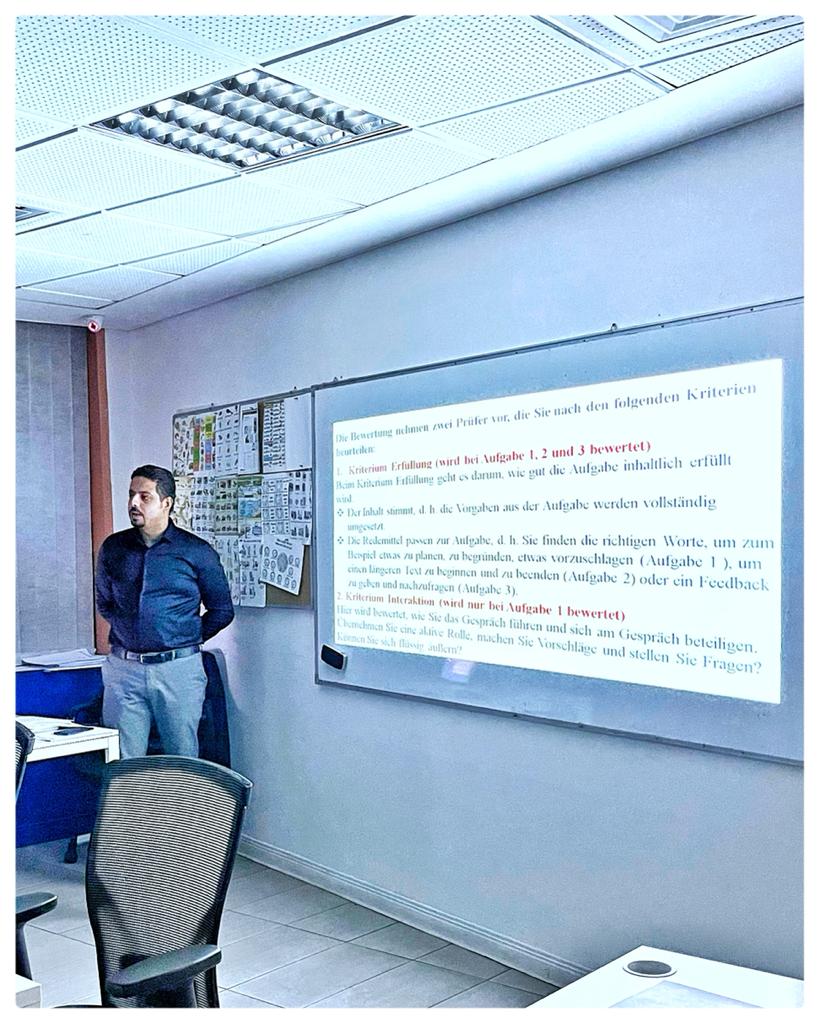 Die Bewertung nehmen zwei Prüfer vor, die Sie nach den folgenden Kriterien
beurteilen:
1. Kriterium Erfüllung (wird bei Aufgabe 1, 2 und 3 bewertet)
Beim Kriterium Erfüllung geht es darum, wie gut die Aufgabe inhaltlich erfüllt
wird.
❖ Der Inhalt stimmt, d. h. die Vorgaben aus der Aufgabe werden vollständig
umgesetzt.
❖ Die Redemittel passen zur Aufgabe, d. h. Sie finden die richtigen Worte, um zum
Beispiel etwas zu planen, zu begründen, etwas vorzuschlagen (Aufgabe 1 ), um
einen längeren Text zu beginnen und zu beenden (Aufgabe 2) oder ein Feedback
zu geben und nachzufragen (Aufgabe 3).
2. Kriterium Interaktion (wird nur bei Aufgabe 1 bewertet)
Hier wird bewertet, wie Sie das Gespräch führen und sich am Gespräch beteiligen.
Übernehmen Sie eine aktive Rolle, machen Sie Vorschläge und stellen Sie Fragen?
Können Sie sich flüssig äußern?